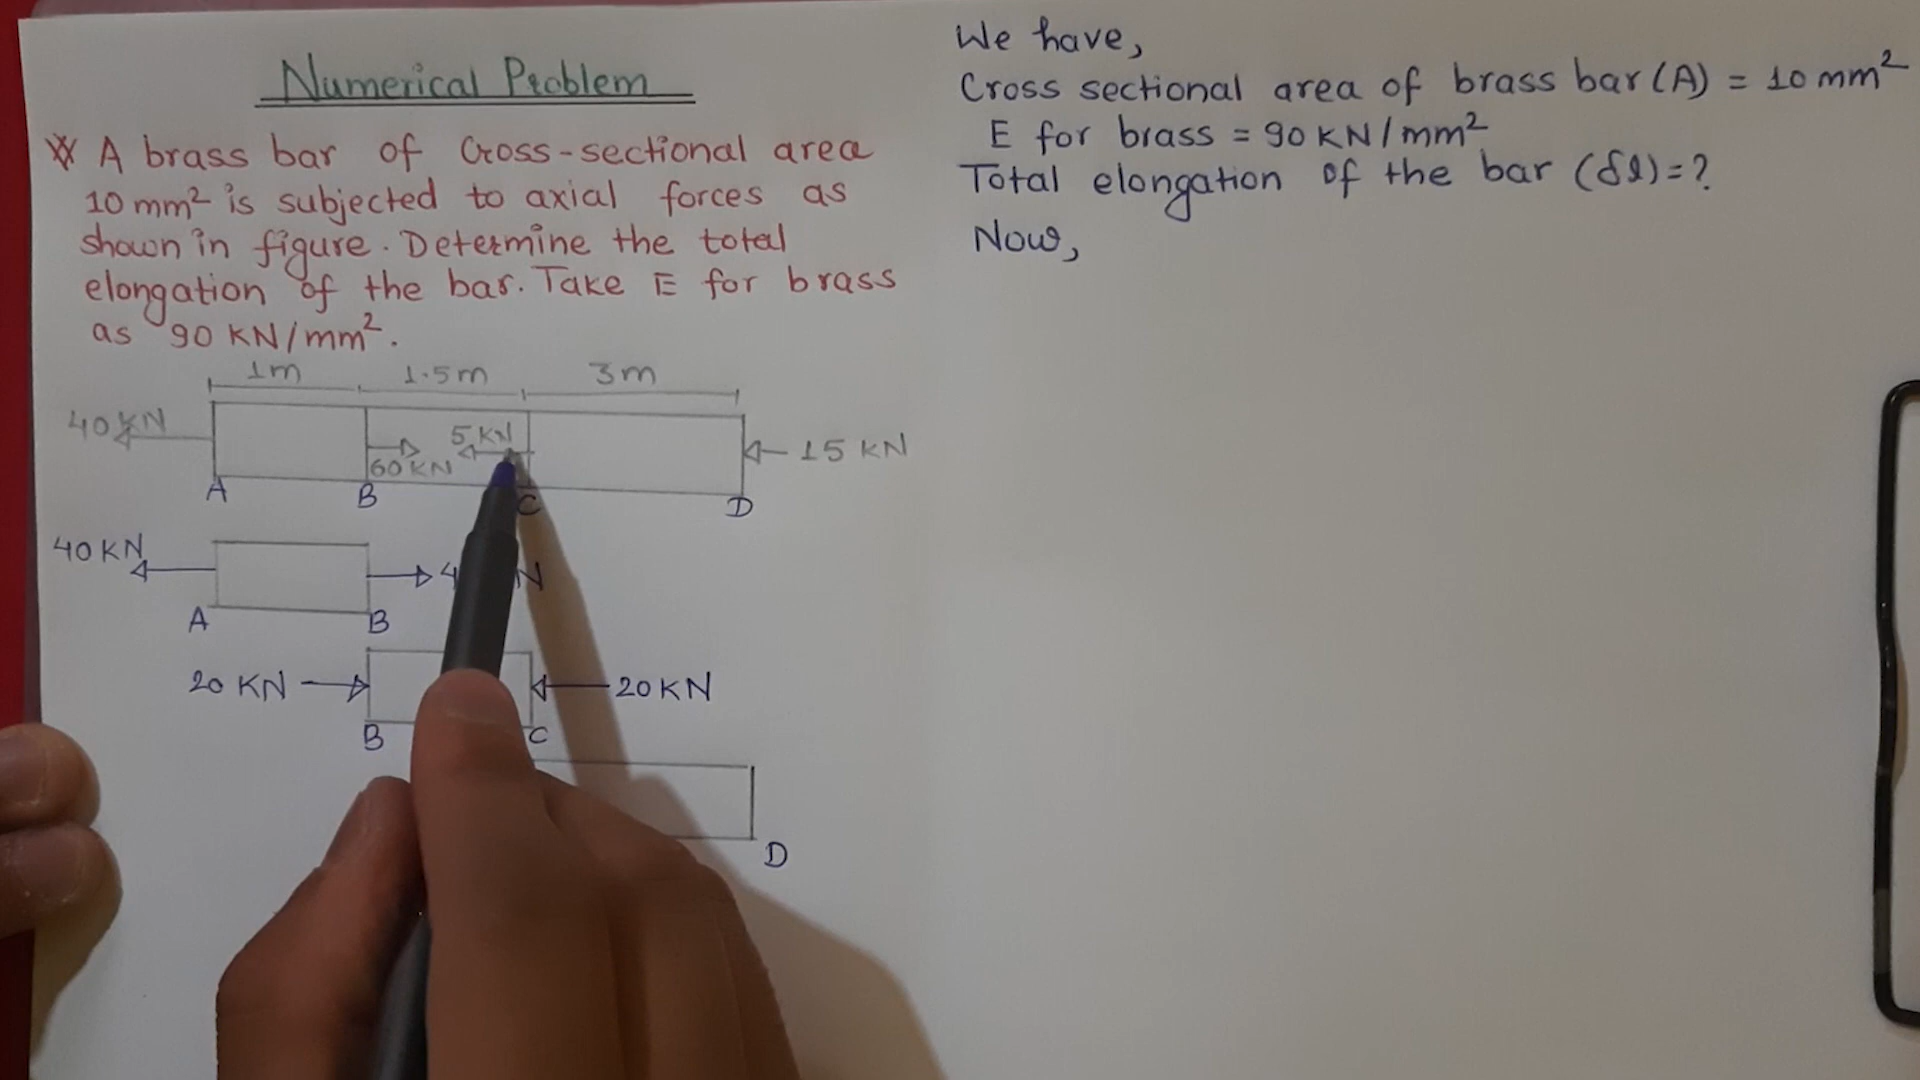 Numerical Problem
A brass bar of Cross-sectional area
10 mm² is subjected to axial forces as
shown in figure. Determine the total
elongation of the bar. Take E for brass
as 90 KN/mm².
1m 1.5m 3m
40 KN
5 KN
15 KN
60 KN
A B C D
40 KN
A B
20 KN 20 KN
B C
D
We have,
Cross sectional area of brass bar (A) = 10 mm²
E for brass = 90 KN/mm²
Total elongation of the bar (δl)=?
Now,